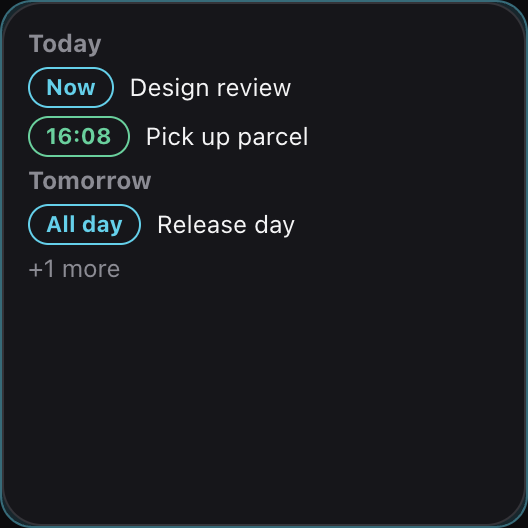 Today
Now Design review
16:08 Pick up parcel
Tomorrow
All day Release day
+1 more